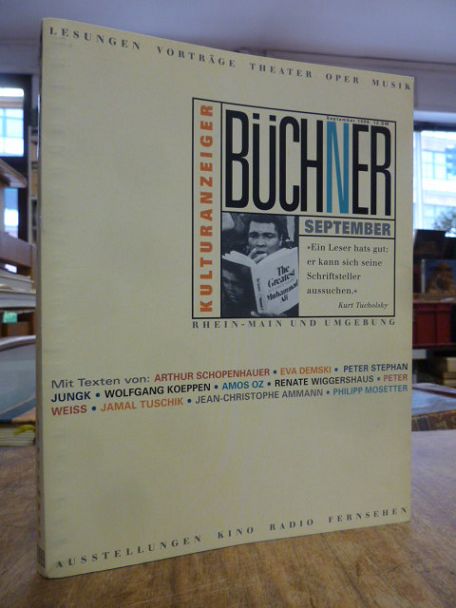 LESUNGEN VORTRÄGE THEATER OPER MUSIK
KULTURANZEIGER
BÜCHNER
SEPTEMBER
The
Greatest
Muhammad
Ali
»Ein Leser hats gut:
er kann sich seine
Schriftsteller
aussuchen.«
Kurt Tucholsky
RHEIN-MAIN UND UMGEBUNG
Mit Texten von: ARTHUR SCHOPENHAUER • EVA DEMSKI • PETER STEPHAN
JUNGK • WOLFGANG KOEPPEN • AMOS OZ • RENATE WIGGERSHAUS • PETER
WEISS • JAMAL TUSCHIK • JEAN-CHRISTOPHE AMMANN • PHILIPP MOSETTER
AUSSTELLUNGEN KINO RADIO FERNSEHEN